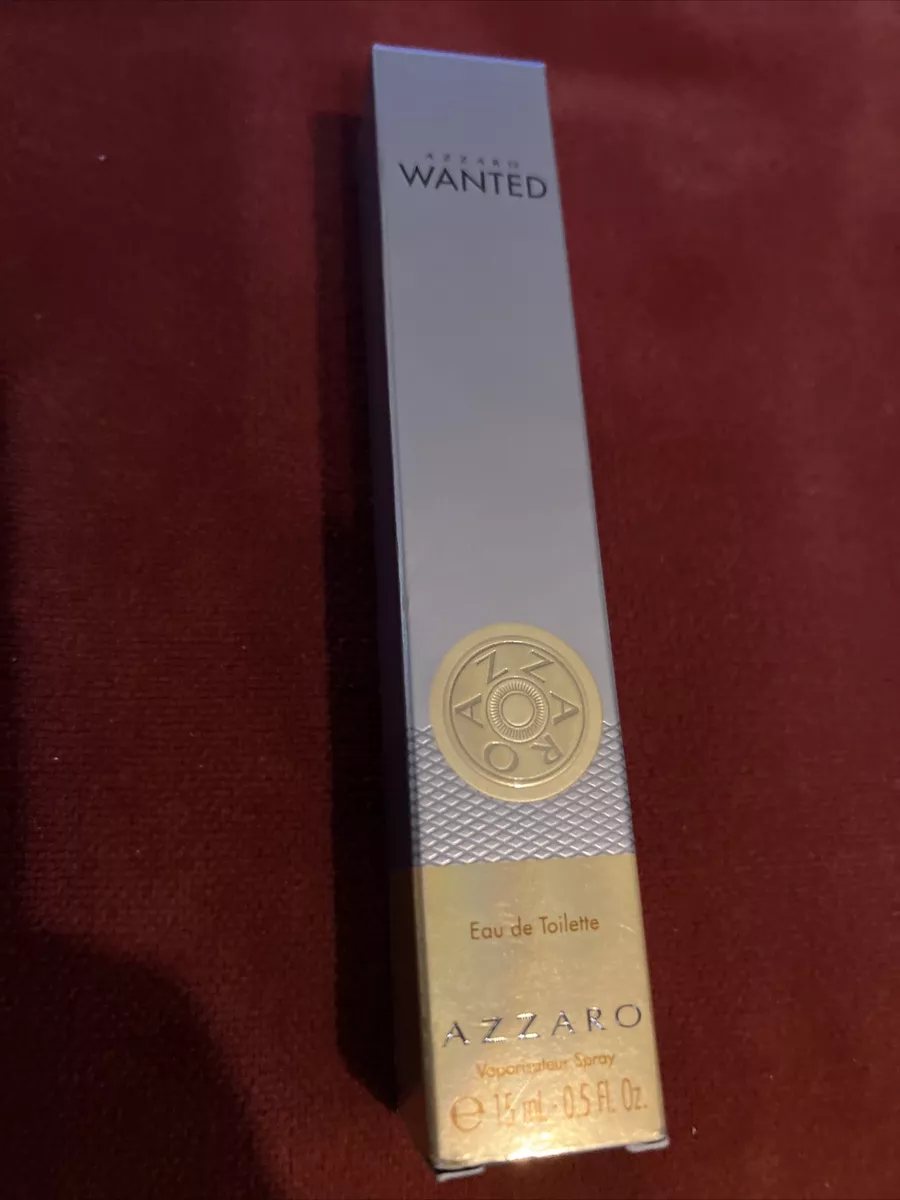 AZZARO
WANTED
AZZARO
Eau de Toilette
AZZARO
Vaporisateur Spray
℮ 15 mL - 0.5 Fl. Oz.